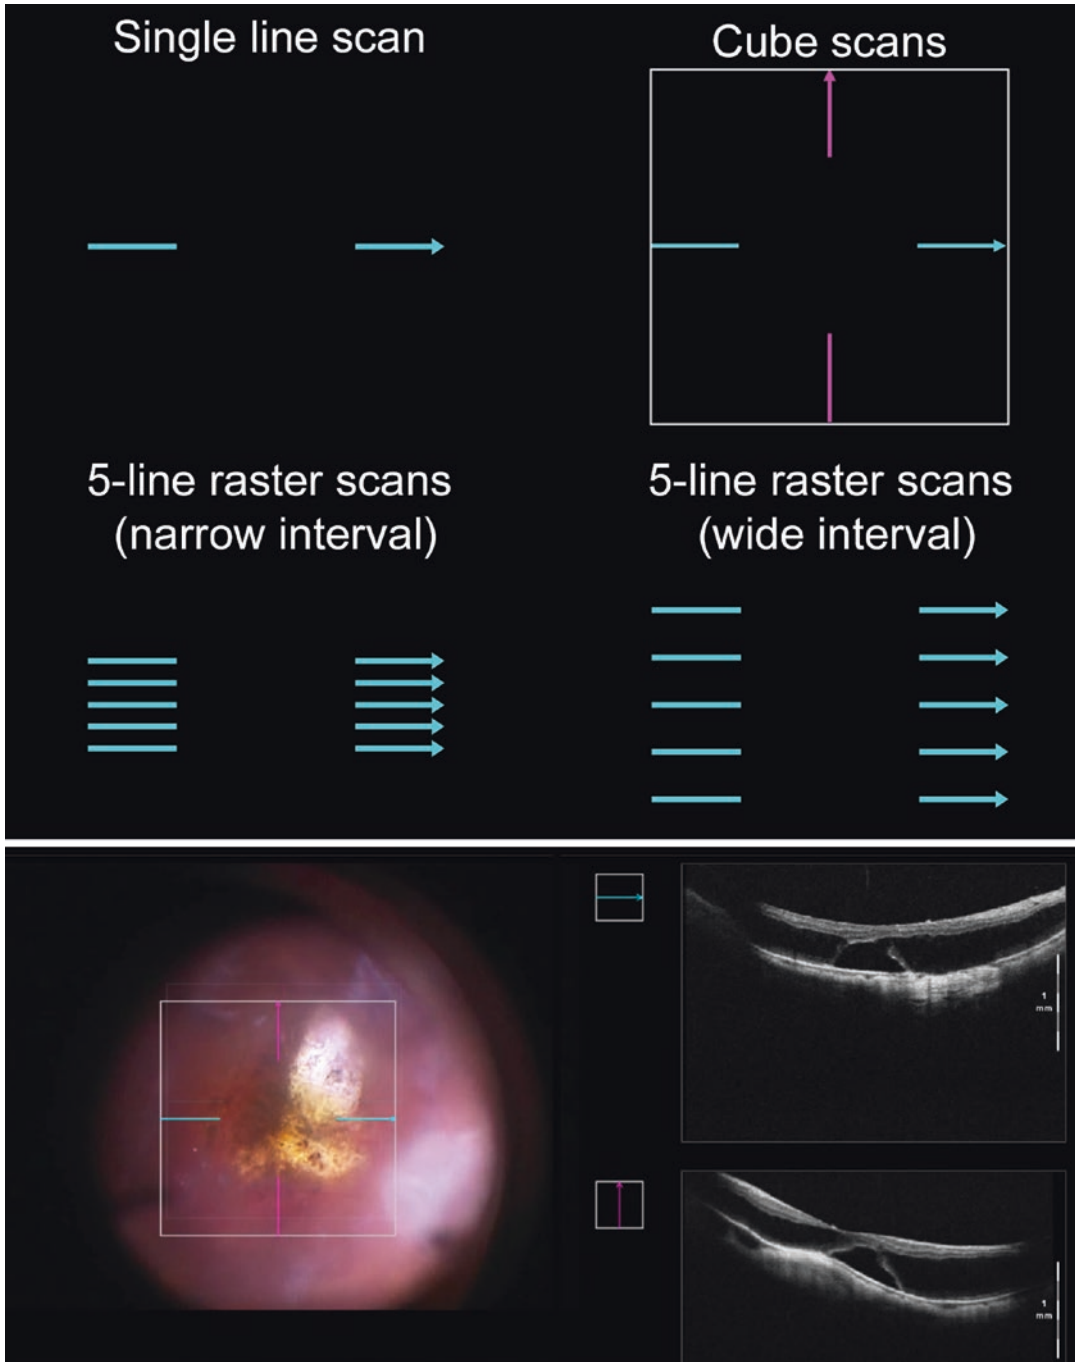 Single line scan
Cube scans
5-line raster scans
(narrow interval)
5-line raster scans
(wide interval)
1
mm
1
mm